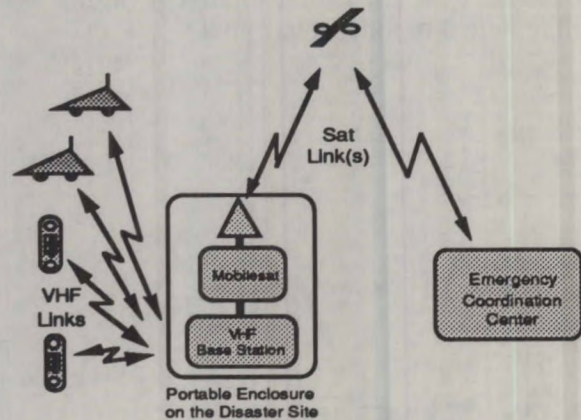 Sat
Link(s)
VHF
Links
Mobilesat
VHF
Base Station
Emergency
Coordination
Center
Portable Enclosure
on the Disaster Site